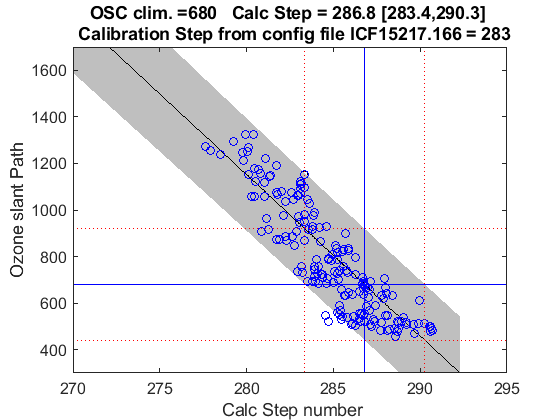 OSC clim. =680 Calc Step = 286.8 [283.4,290.3]
Calibration Step from config file ICF15217.166 = 283
1600
1400
1200
1000
800
600
400
Ozone slant Path
270 275 280 285 290 295
Calc Step number